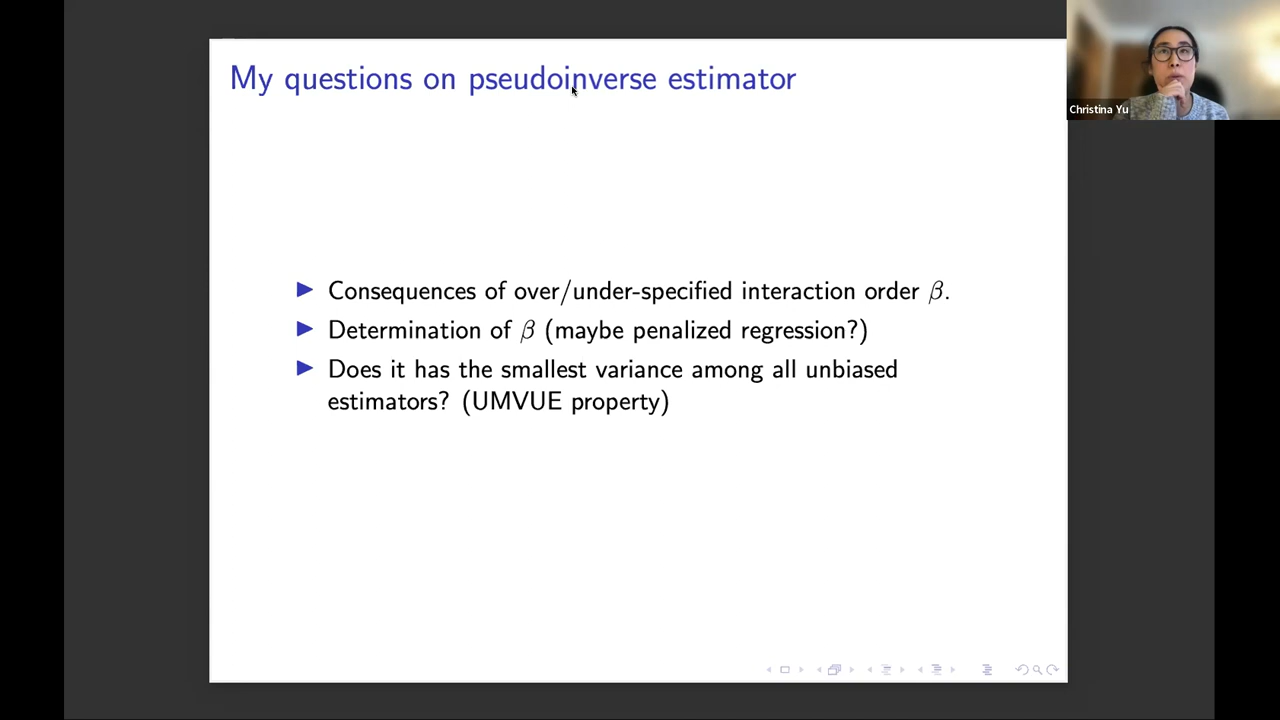 My questions on pseudoinverse estimator
Christina Yu
▶ Consequences of over/under-specified interaction order β.
▶ Determination of β (maybe penalized regression?)
▶ Does it has the smallest variance among all unbiased
estimators? (UMVUE property)